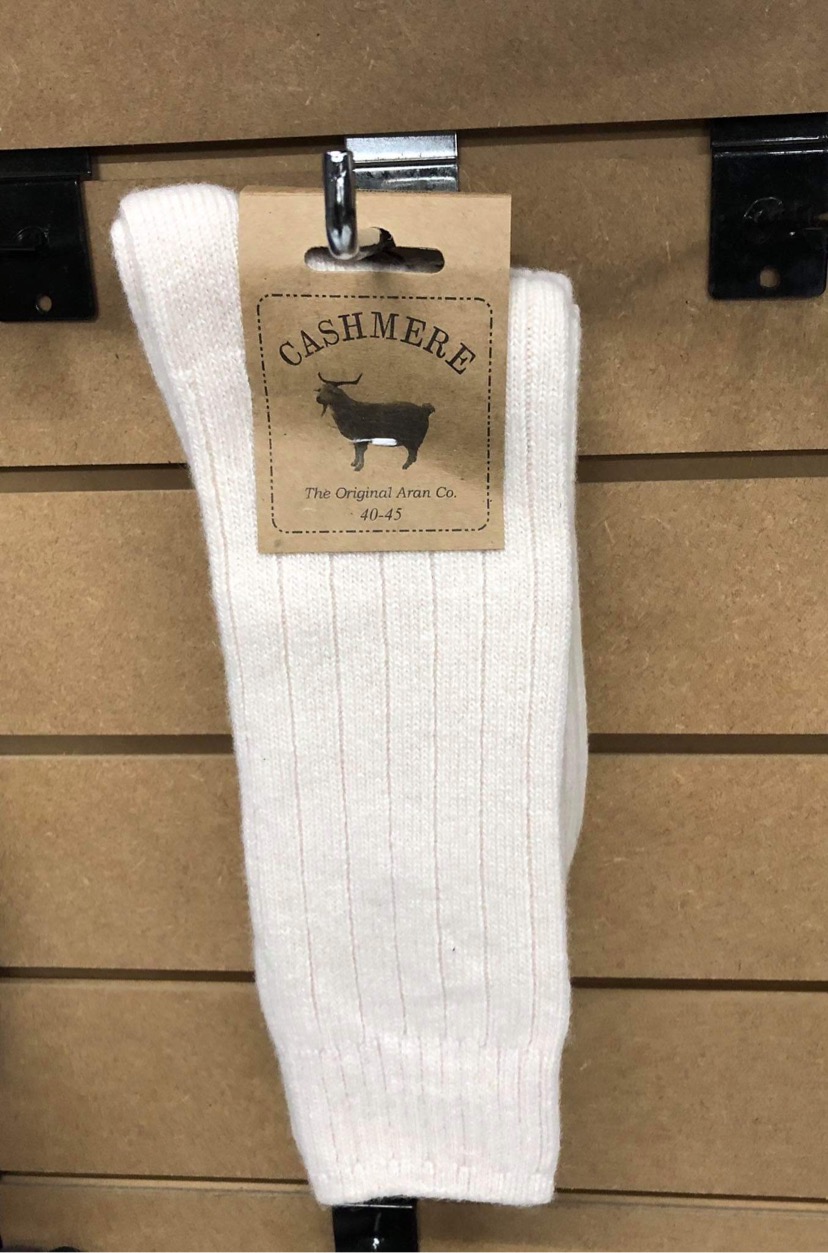 CASHMERE
The Original Aran Co.
40-45